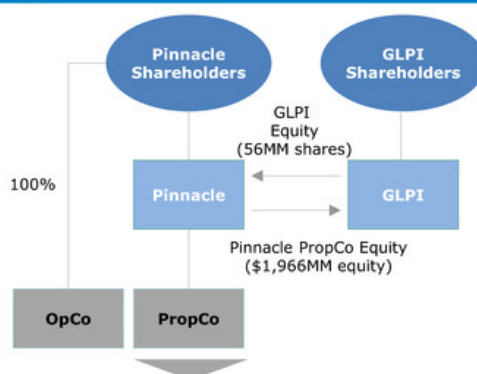 Pinnacle
Shareholders
GLPI
Shareholders
GLPI
Equity
(56MM shares)
100%
Pinnacle
GLPI
Pinnacle PropCo Equity
($1,966MM equity)
OpCo
PropCo